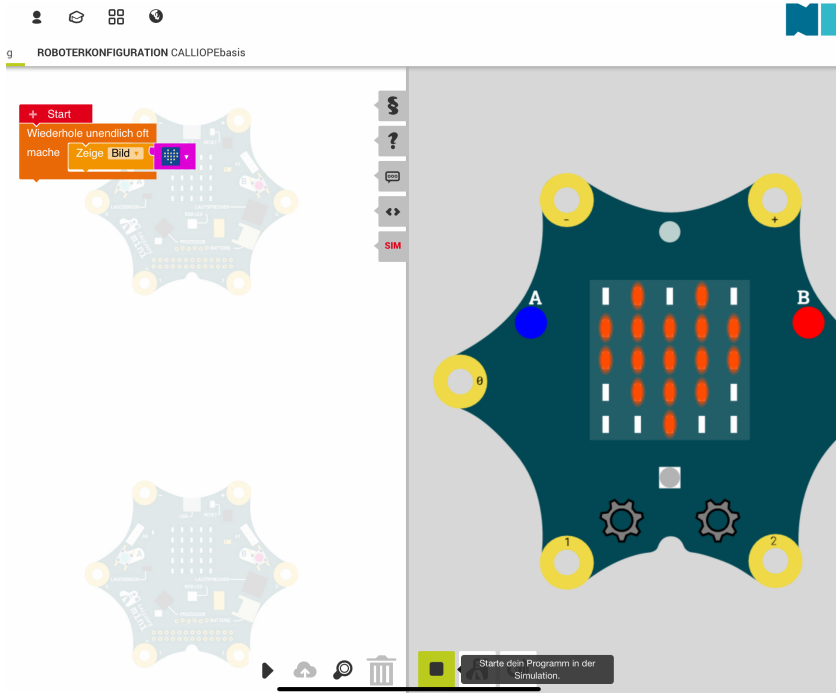 g ROBOTERKONFIGURATION CALLIOPEbasis
+ Start
Wiederhole unendlich oft
mache Zeige Bild
?
SIM
- +
A B
0
1 2
Starte dein Programm in der
Simulation.